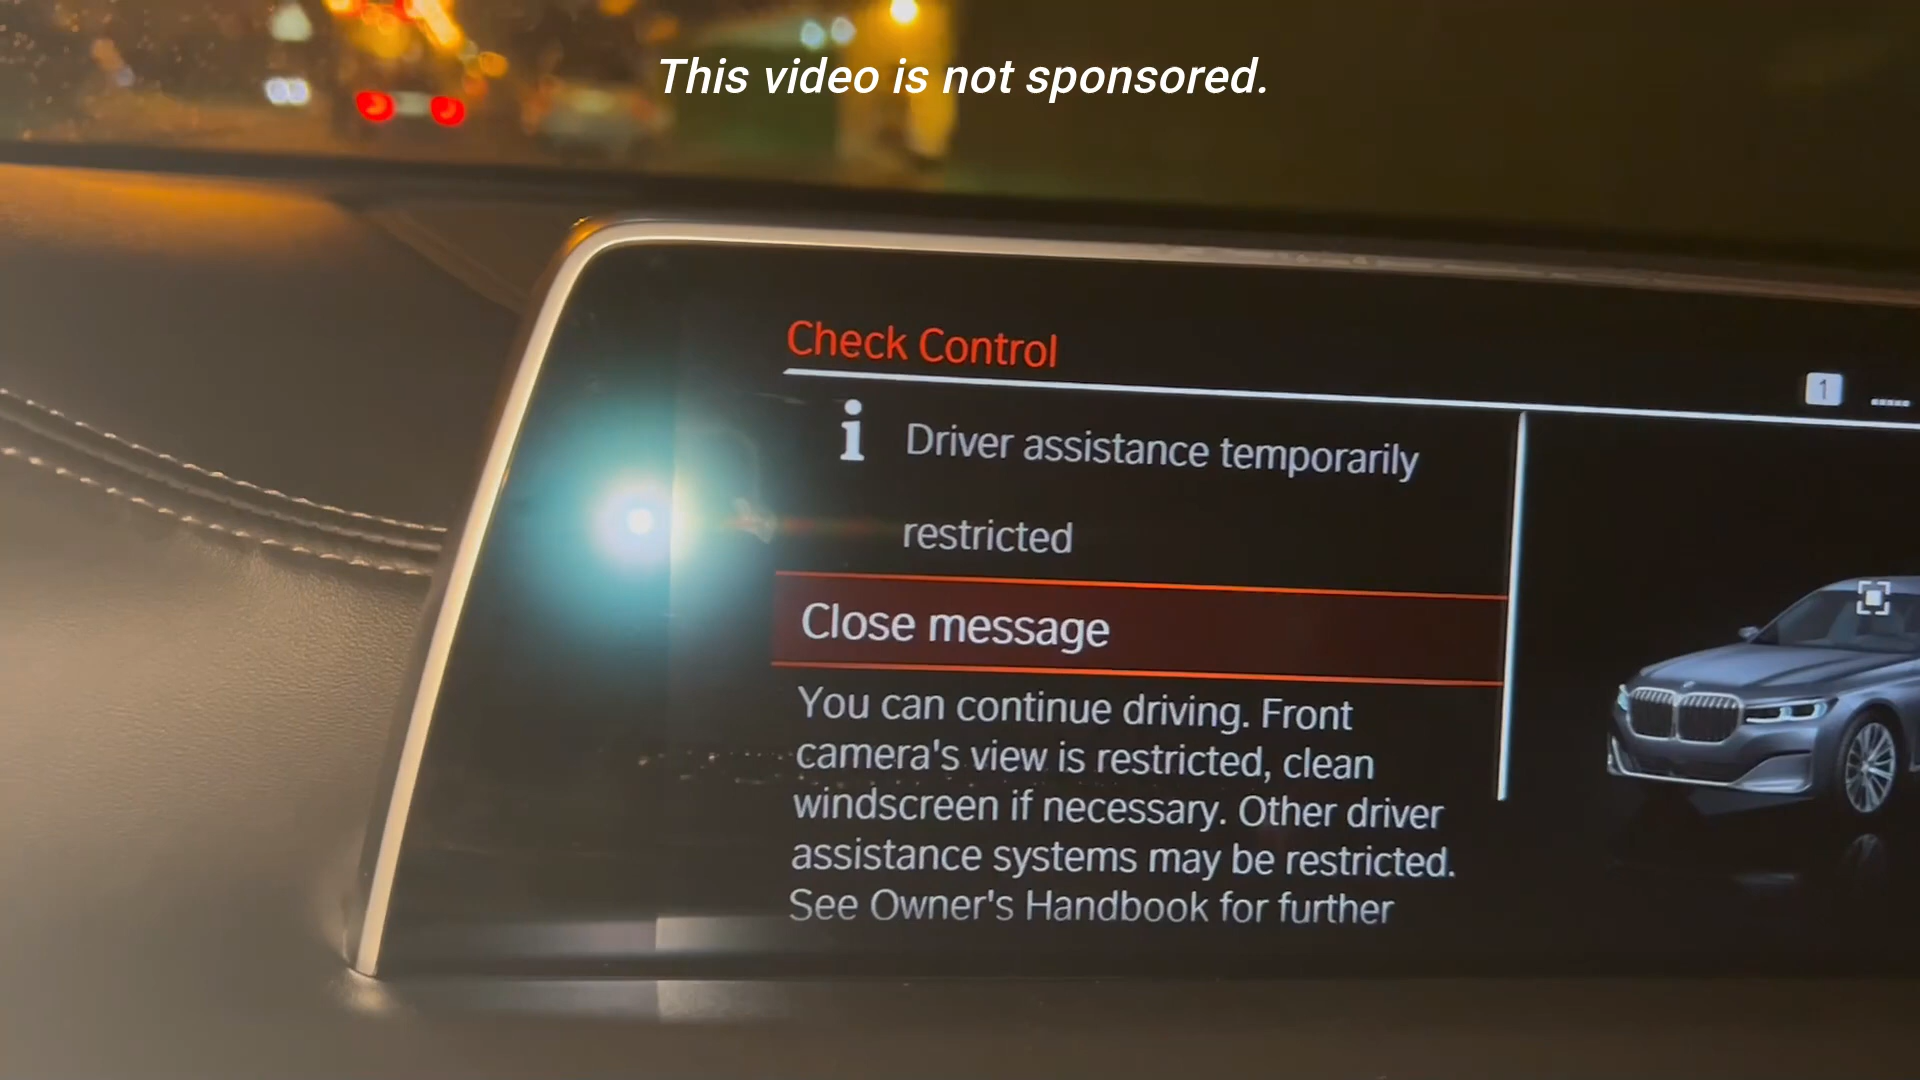 This video is not sponsored.
Check Control
1
i Driver assistance temporarily
restricted
Close message
You can continue driving. Front
camera's view is restricted, clean
windscreen if necessary. Other driver
assistance systems may be restricted.
See Owner's Handbook for further